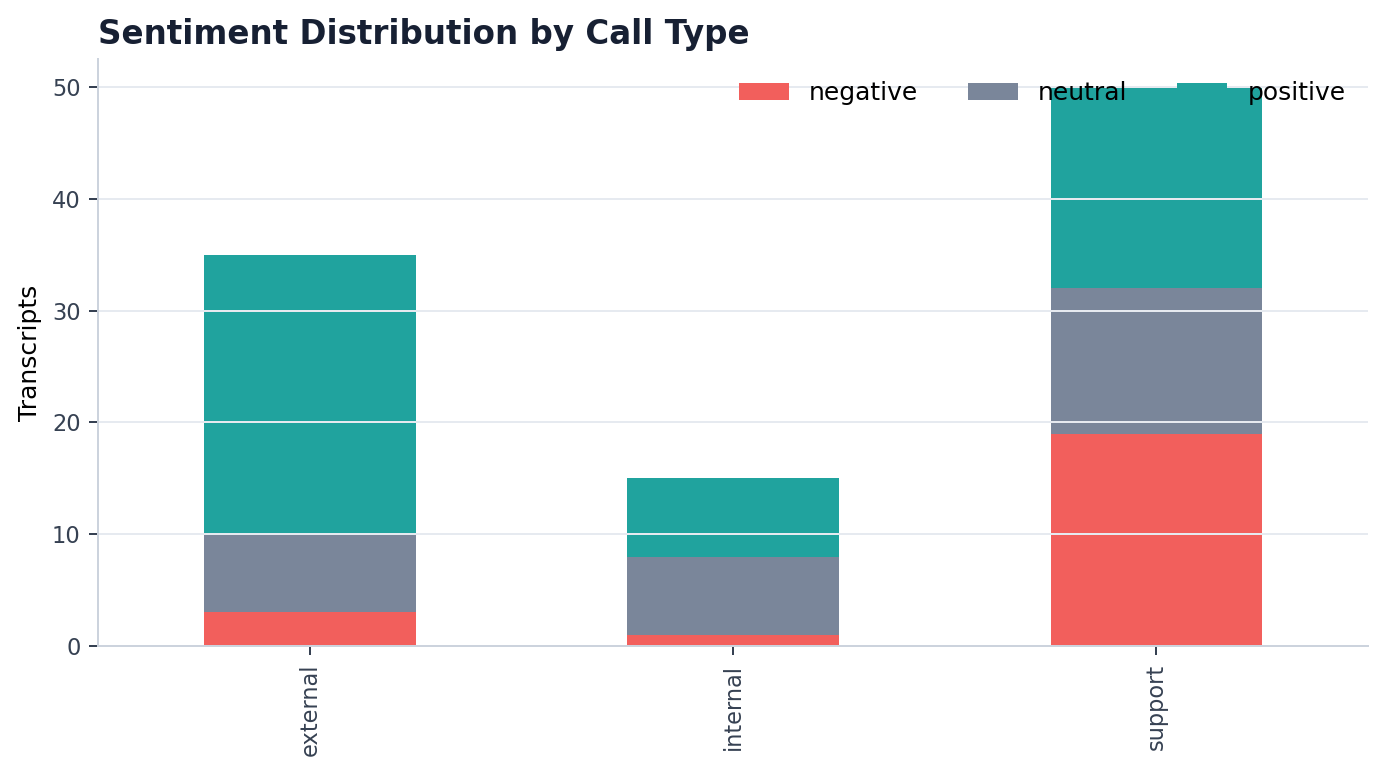 Sentiment Distribution by Call Type
negative neutral positive
50
40
30
20
10
0
Transcripts
external internal support